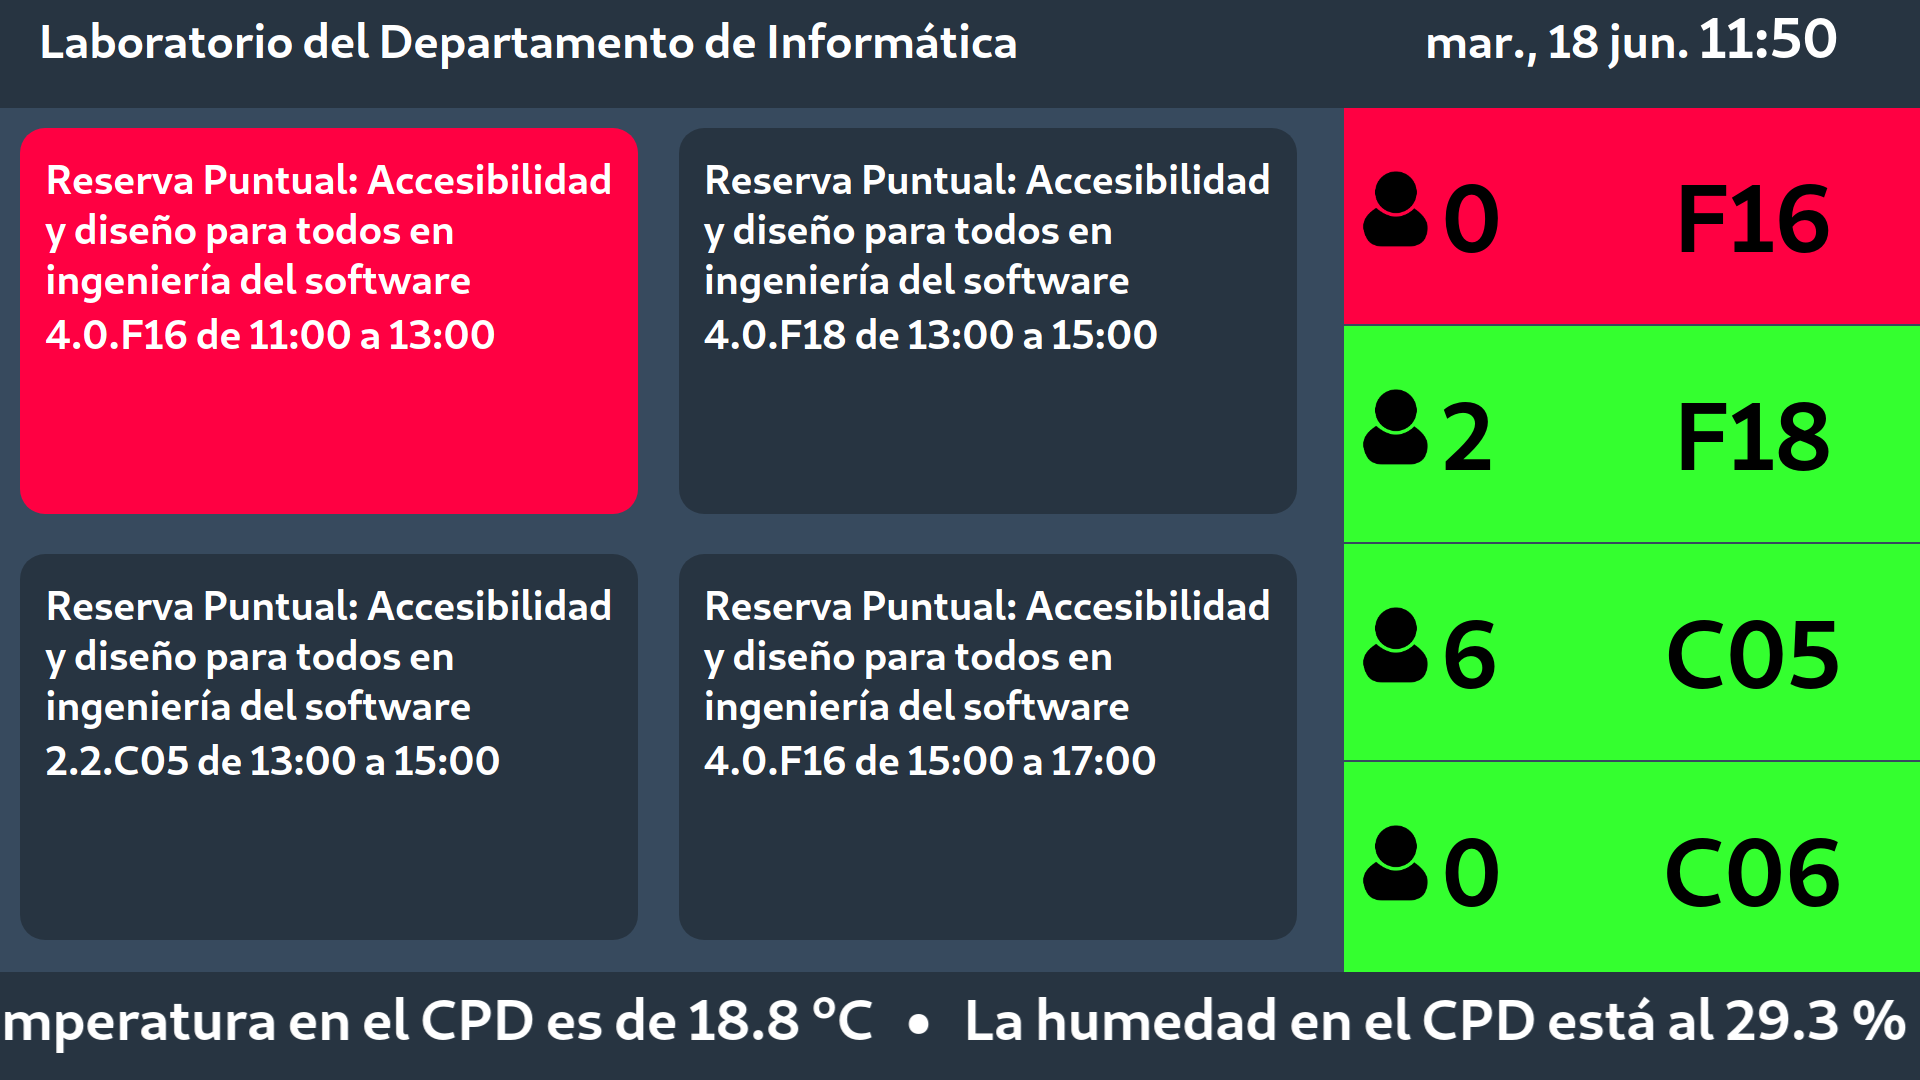 Laboratorio del Departamento de Informática
mar., 18 jun. 11:50
Reserva Puntual: Accesibilidad
y diseño para todos en
ingeniería del software
4.0.F16 de 11:00 a 13:00
Reserva Puntual: Accesibilidad
y diseño para todos en
ingeniería del software
4.0.F18 de 13:00 a 15:00
Reserva Puntual: Accesibilidad
y diseño para todos en
ingeniería del software
2.2.C05 de 13:00 a 15:00
Reserva Puntual: Accesibilidad
y diseño para todos en
ingeniería del software
4.0.F16 de 15:00 a 17:00
0 F16
2 F18
6 C05
0 C06
mperatura en el CPD es de 18.8 ºC • La humedad en el CPD está al 29.3 %